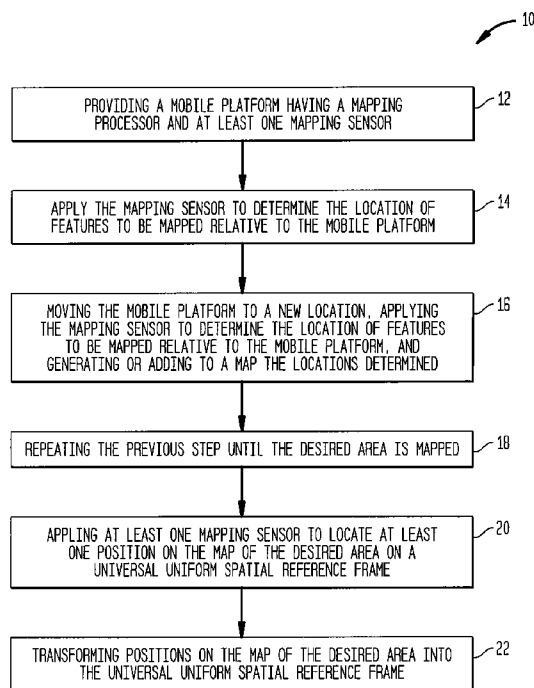 10
PROVIDING A MOBILE PLATFORM HAVING A MAPPING
PROCESSOR AND AT LEAST ONE MAPPING SENSOR
12
APPLY THE MAPPING SENSOR TO DETERMINE THE LOCATION OF
FEATURES TO BE MAPPED RELATIVE TO THE MOBILE PLATFORM
14
MOVING THE MOBILE PLATFORM TO A NEW LOCATION, APPLYING
THE MAPPING SENSOR TO DETERMINE THE LOCATION OF FEATURES
TO BE MAPPED RELATIVE TO THE MOBILE PLATFORM, AND
GENERATING OR ADDING TO A MAP THE LOCATIONS DETERMINED
16
REPEATING THE PREVIOUS STEP UNTIL THE DESIRED AREA IS MAPPED
18
APPLING AT LEAST ONE MAPPING SENSOR TO LOCATE AT LEAST
ONE POSITION ON THE MAP OF THE DESIRED AREA ON A
UNIVERSAL UNIFORM SPATIAL REFERENCE FRAME
20
TRANSFORMING POSITIONS ON THE MAP OF THE DESIRED AREA INTO
THE UNIVERSAL UNIFORM SPATIAL REFERENCE FRAME
22